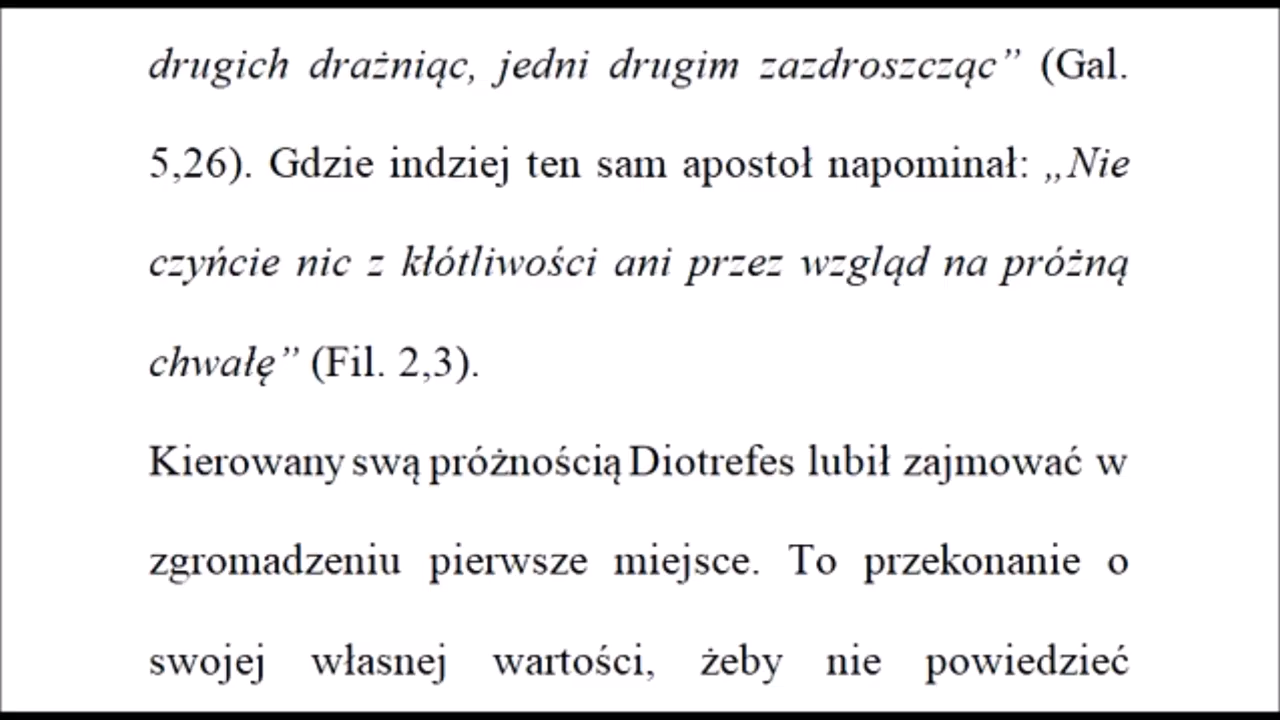 drugich drażniąc, jedni drugim zazdroszcząc” (Gal.
5,26). Gdzie indziej ten sam apostoł napominał: „Nie
czyńcie nic z kłótliwości ani przez wzgląd na próżną
chwałę” (Fil. 2,3).
Kierowany swą próżnością Diotrefes lubił zajmować w
zgromadzeniu pierwsze miejsce. To przekonanie o
swojej własnej wartości, żeby nie powiedzieć